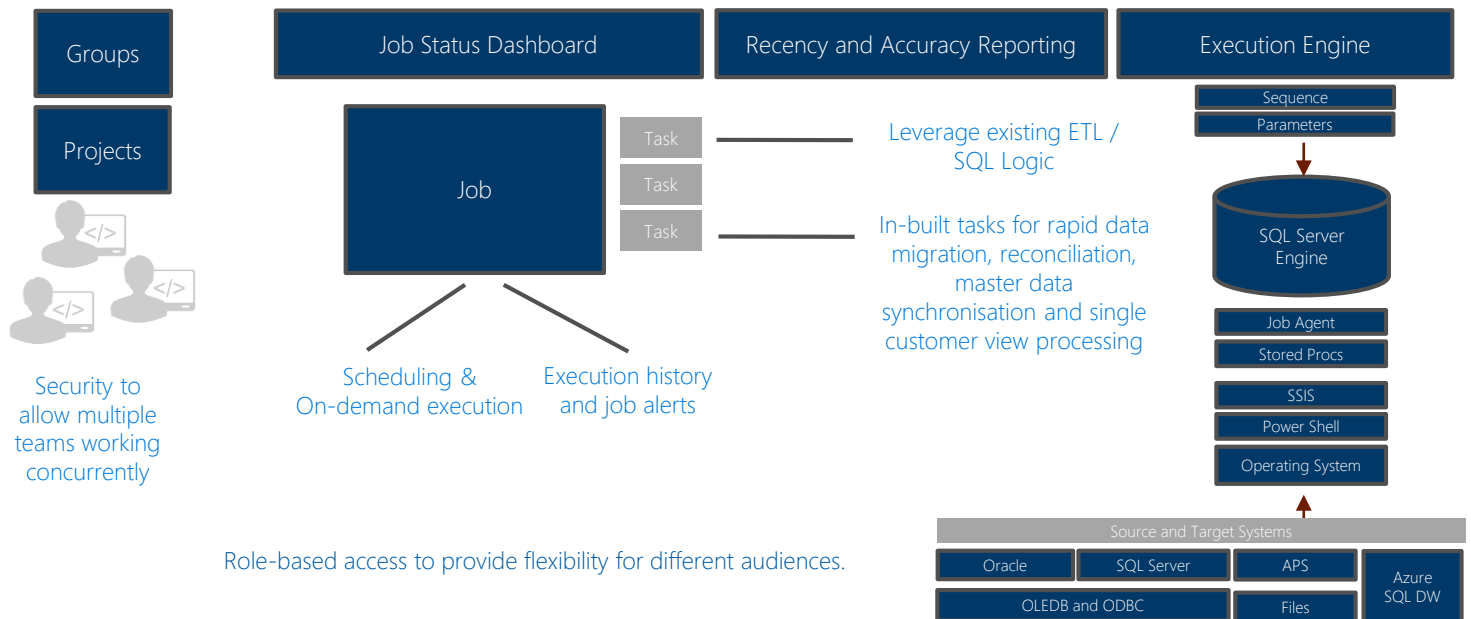 Groups
Projects
</>
</>
</>
Security to
allow multiple
teams working
concurrently
Job Status Dashboard
Recency and Accuracy Reporting
Execution Engine
Job
Task
Task
Task
Leverage existing ETL /
SQL Logic
In-built tasks for rapid data
migration, reconciliation,
master data
synchronisation and single
customer view processing
Scheduling &
On-demand execution
Execution history
and job alerts
Role-based access to provide flexibility for different audiences.
Sequence
Parameters
SQL Server
Engine
Job Agent
Stored Procs
SSIS
Power Shell
Operating System
Source and Target Systems
Oracle
SQL Server
APS
Azure
SQL DW
OLEDB and ODBC
Files